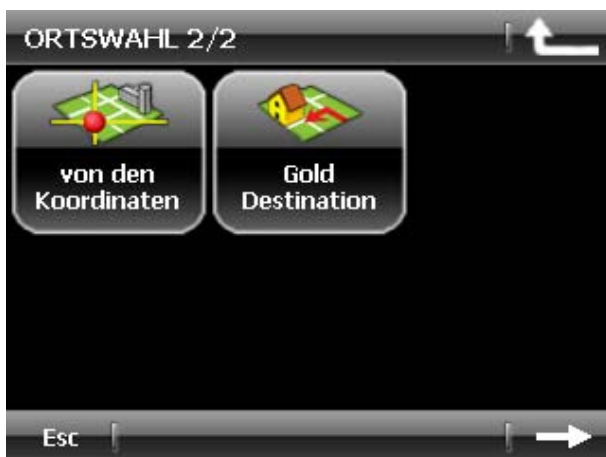 ORTSWAHL 2/2
von den
Koordinaten
Gold
Destination
Esc